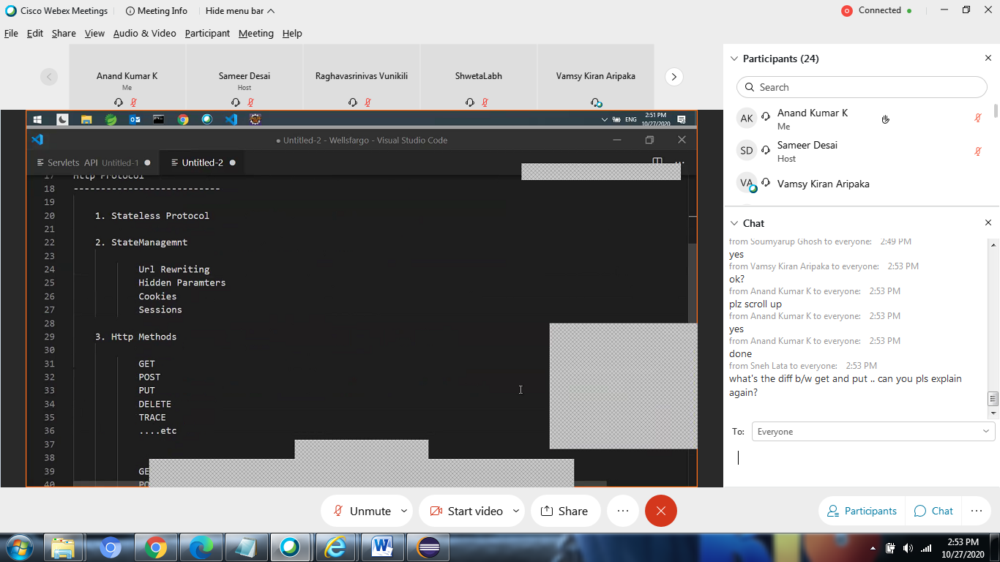 Cisco Webex Meetings
Meeting Info
Hide menu bar
Connected
File Edit Share View Audio & Video Participant Meeting Help
Anand Kumar K
Me
Sameer Desai
Host
Raghavasrinivas Vunikili
ShwetaLabh
Vamsy Kiran Aripaka
ENG
2:51 PM
10/27/2020
● Untitled-2 - Wellsfargo - Visual Studio Code
Servlets API Untitled-1
Untitled-2
17 Http Protocol
18 ---------------------------
19
20 1. Stateless Protocol
21
22 2. StateManagemnt
23
24 Url Rewriting
25 Hidden Paramters
26 Cookies
27 Sessions
28
29 3. Http Methods
30
31 GET
32 POST
33 PUT
34 DELETE
35 TRACE
36 ....etc
37
38
39 GE
40 PO
Participants (24)
Search
AK
Anand Kumar K
Me
SD
Sameer Desai
Host
VA
Vamsy Kiran Aripaka
Chat
from Soumyarup Ghosh to everyone: 2:49 PM
yes
from Vamsy Kiran Aripaka to everyone: 2:53 PM
ok?
from Anand Kumar K to everyone: 2:53 PM
plz scroll up
from Anand Kumar K to everyone: 2:53 PM
yes
from Anand Kumar K to everyone: 2:53 PM
done
from Sneh Lata to everyone: 2:53 PM
what's the diff b/w get and put .. can you pls explain
again?
To: Everyone
Unmute
Start video
Share
Participants
Chat
2:53 PM
10/27/2020